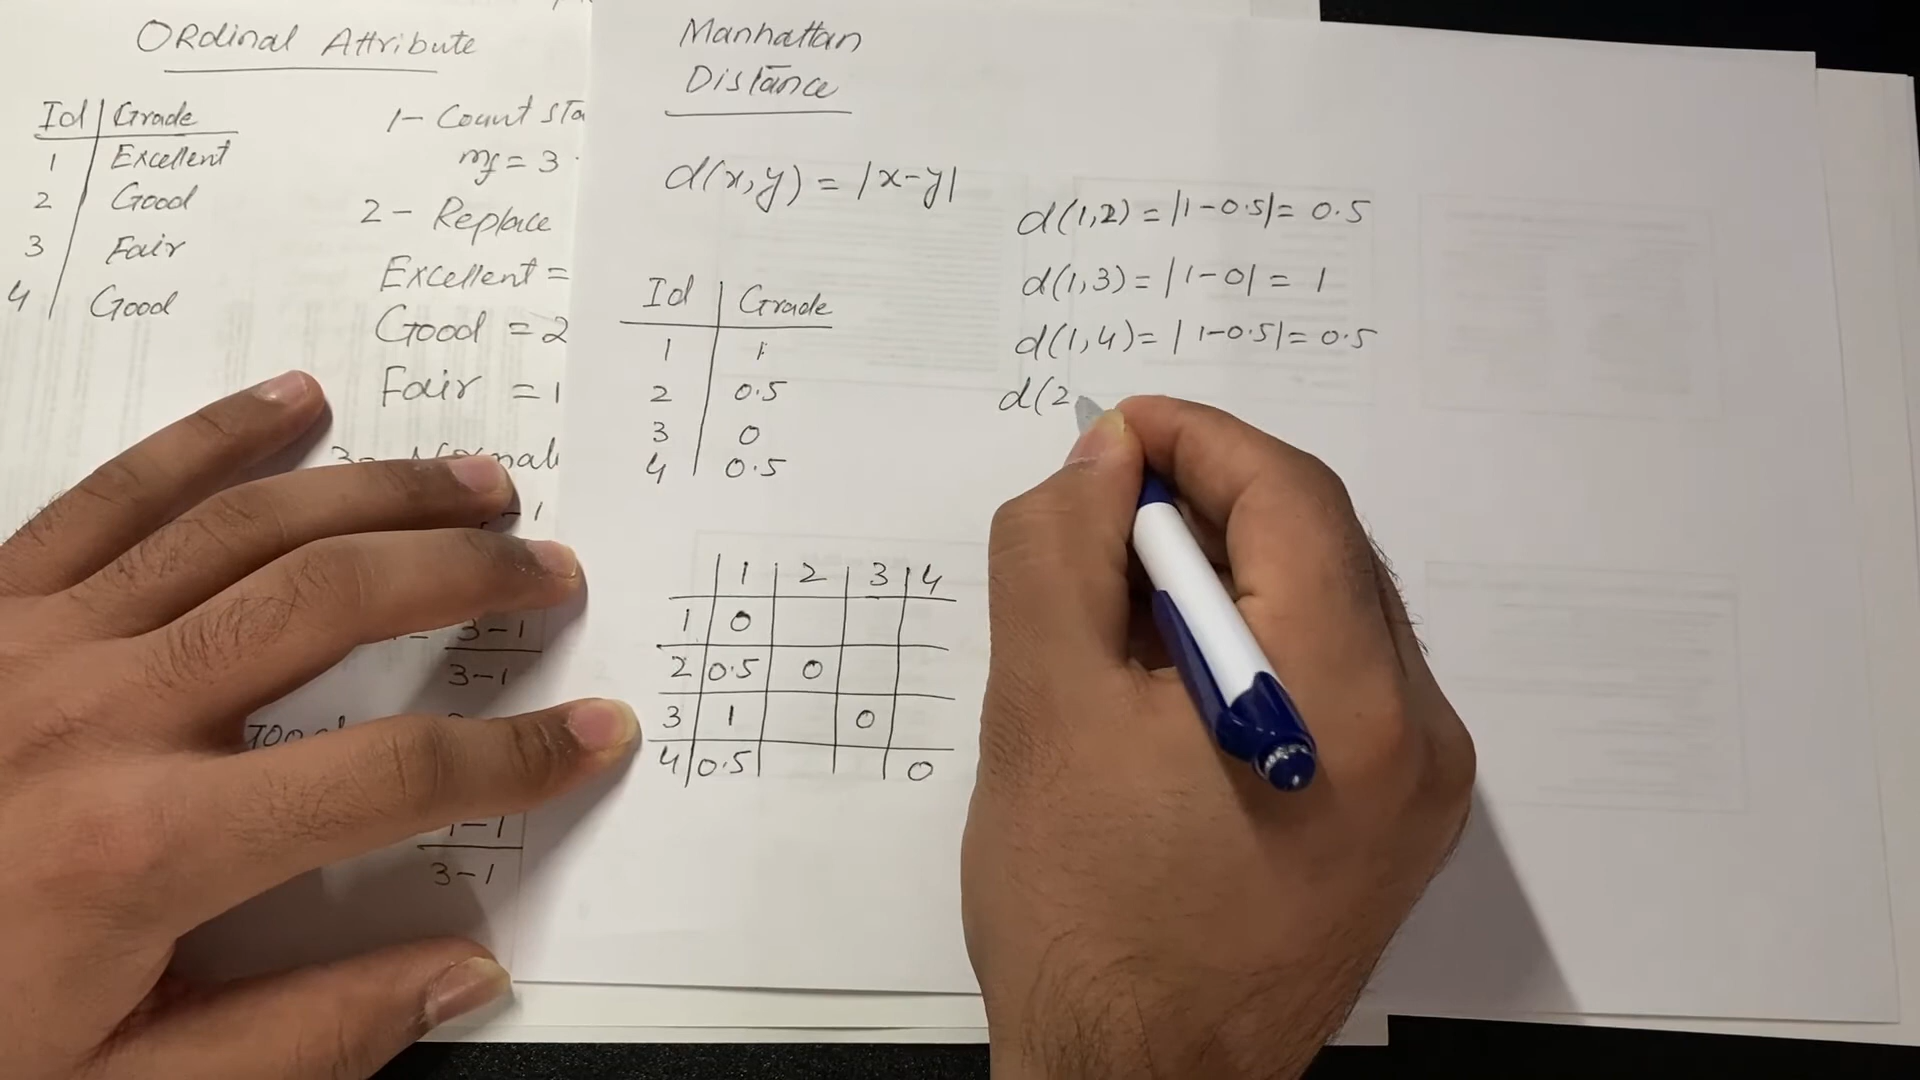 Ordinal Attribute
Id Grade
1 Excellent
2 Good
3 Fair
4 Good
1- Count sta
mf = 3
2- Replace
Excellent =
Good = 2
Fair = 1
- 1
3-1
3-1
1-1
3-1
Manhattan
Distance
d(x,y) = |x-y|
Id Grade
1 1
2 0.5
3 0
4 0.5
1 2 3 4
1 0
2 0.5 0
3 1 0
4 0.5 0
d(1,2) = |1-0.5| = 0.5
d(1,3) = |1-0| = 1
d(1,4) = |1-0.5| = 0.5
d(2